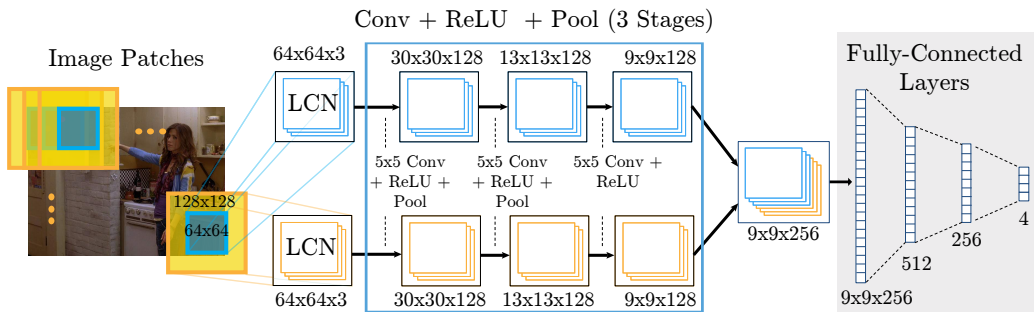 Conv + ReLU + Pool (3 Stages)
Image Patches
64x64x3
30x30x128
13x13x128
9x9x128
Fully-Connected
Layers
LCN
5x5 Conv
+ ReLU +
Pool
5x5 Conv
+ ReLU +
Pool
5x5 Conv +
ReLU
128x128
64x64
LCN
9x9x256
64x64x3
30x30x128
13x13x128
9x9x128
4
256
512
9x9x256